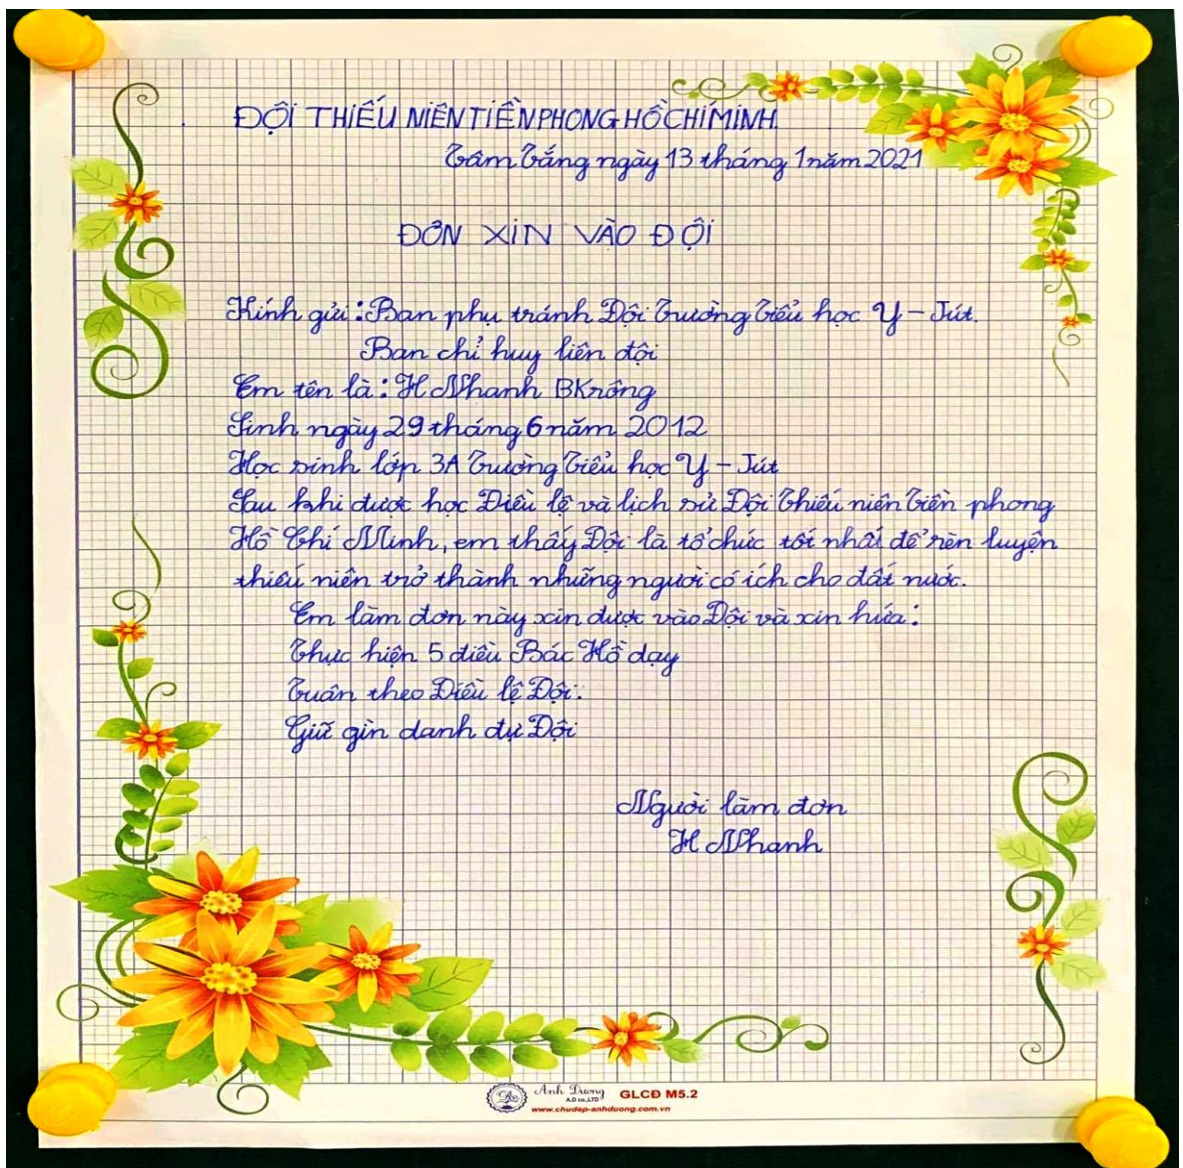 ĐỘI THIẾU NIÊN TIỀN PHONG HỒ CHÍ MINH
Tâm Tắng ngày 13 tháng 1 năm 2021
ĐƠN XIN VÀO ĐỘI
Kính gửi: Ban phụ tránh Đội Trường Tiểu học Y - Jút.
Ban chỉ huy liên đội
Em tên là: H Nhanh BKrông
Sinh ngày 29 tháng 6 năm 2012
Học sinh lớp 3A Trường Tiểu học Y - Jút
Sau khi được học Điều lệ và lịch sử Đội Thiếu niên Tiền phong
Hồ Chí Minh, em thấy Đội là tổ chức tốt nhất để rèn luyện
thiếu niên trở thành những người có ích cho đất nước.
Em làm đơn này xin được vào Đội và xin hứa:
Thực hiện 5 điều Bác Hồ dạy
Tuân theo Điều lệ Đội.
Giữ gìn danh dự Đội
Người làm đơn
H Nhanh
Anh Dương GLCĐ M5.2
A.D co.,LTD
www.chudep-anhduong.com.vn